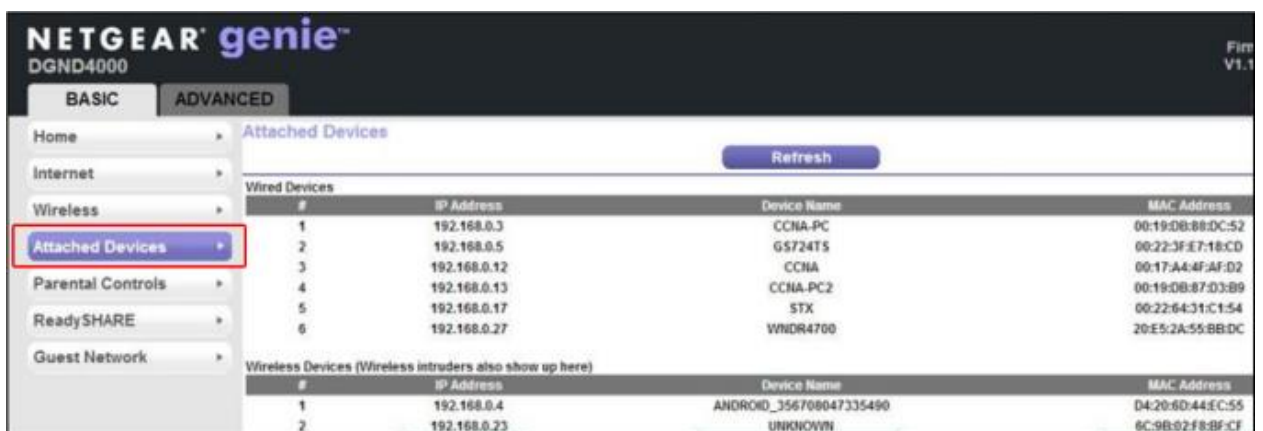 NETGEAR® genie™
DGND4000
Firm
V1.1
BASIC ADVANCED
Home
Internet
Wireless
Attached Devices
Parental Controls
ReadySHARE
Guest Network
Attached Devices
Refresh
Wired Devices
# IP Address Device Name MAC Address
1 192.168.0.3 CCNA-PC 00:19:DB:88:DC:52
2 192.168.0.5 GS724TS 00:22:3F:E7:18:CD
3 192.168.0.12 CCNA 00:17:A4:4F:AF:D2
4 192.168.0.13 CCNA-PC2 00:19:DB:87:D3:B9
5 192.168.0.17 STX 00:22:64:31:C1:54
6 192.168.0.27 WNDR4700 20:E5:2A:55:BB:DC
Wireless Devices (Wireless intruders also show up here)
# IP Address Device Name MAC Address
1 192.168.0.4 ANDROID_356708047335490 D4:20:6D:44:EC:55
2 192.168.0.23 UNKNOWN 6C:9B:02:F8:BF:CF